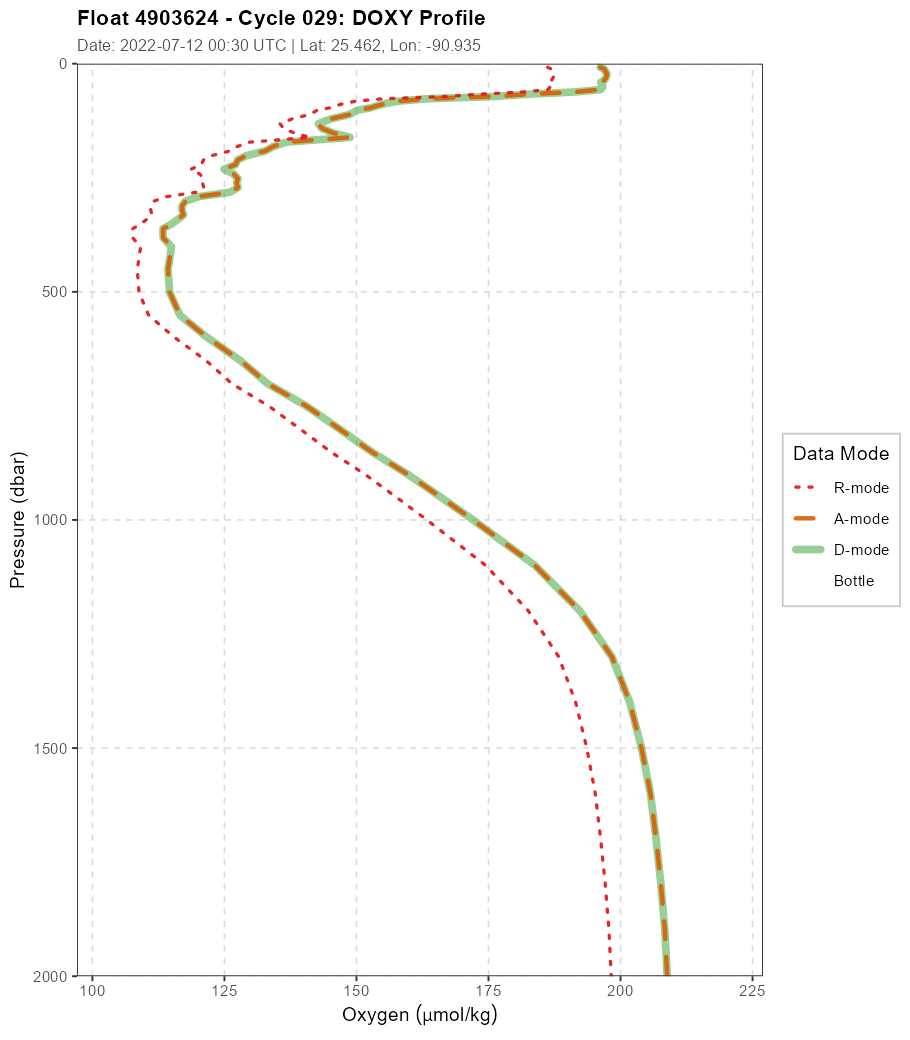 Float 4903624 - Cycle 029: DOXY Profile
Date: 2022-07-12 00:30 UTC | Lat: 25.462, Lon: -90.935
0
500
1000
1500
2000
Pressure (dbar)
100 125 150 175 200 225
Oxygen (µmol/kg)
Data Mode
R-mode
A-mode
D-mode
Bottle